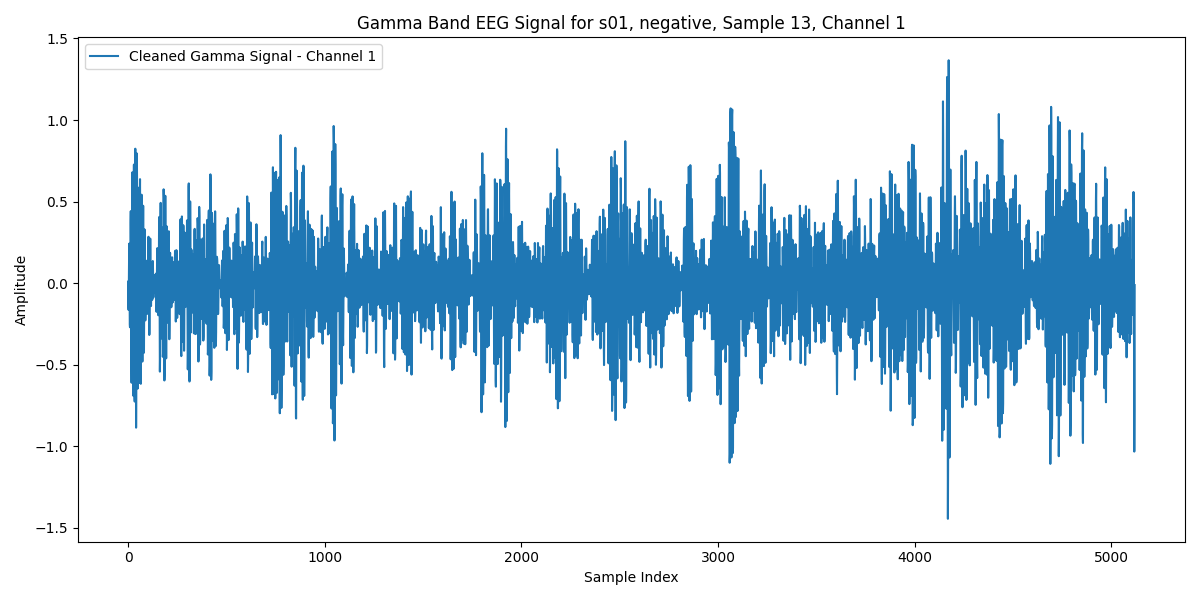 Gamma Band EEG Signal for s01, negative, Sample 13, Channel 1
Cleaned Gamma Signal - Channel 1
Amplitude
1.5
1.0
0.5
0.0
−0.5
−1.0
−1.5
0 1000 2000 3000 4000 5000
Sample Index